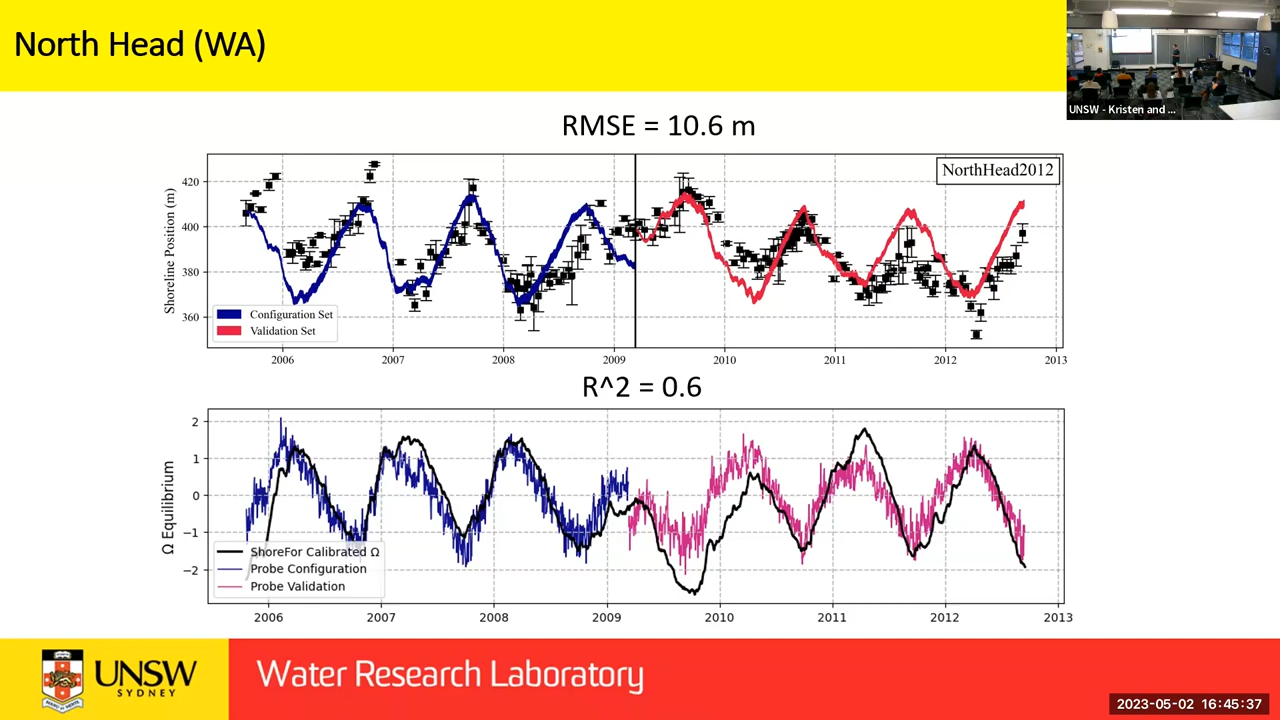 North Head (WA)
UNSW - Kristen and ...
RMSE = 10.6 m
Shoreline Position (m)
420
400
380
360
NorthHead2012
Configuration Set
Validation Set
2006
2007
2008
2009
2010
2011
2012
2013
R^2 = 0.6
Ω Equilibrium
2
1
0
−1
−2
ShoreFor Calibrated Ω
Probe Configuration
Probe Validation
2006
2007
2008
2009
2010
2011
2012
2013
UNSW
SYDNEY
Water Research Laboratory
2023-05-02 16:45:37